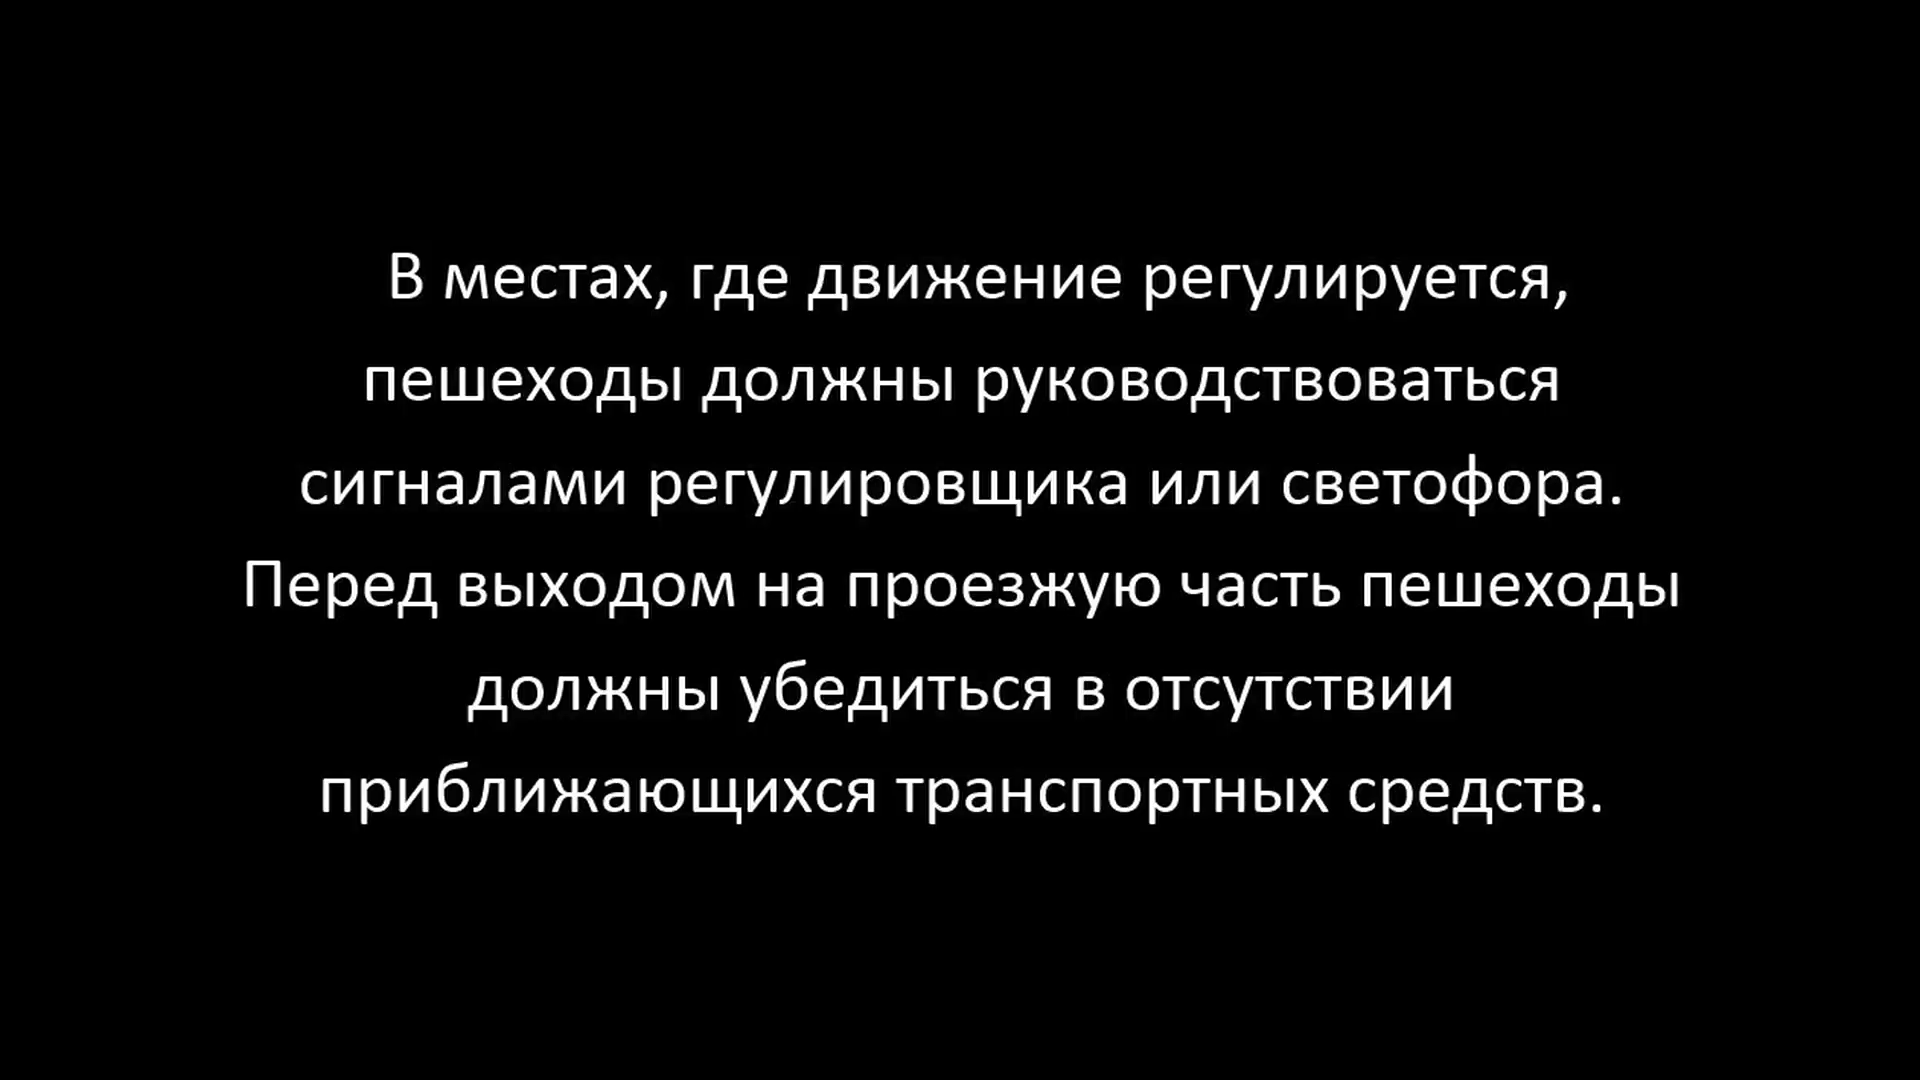 В местах, где движение регулируется,
пешеходы должны руководствоваться
сигналами регулировщика или светофора.
Перед выходом на проезжую часть пешеходы
должны убедиться в отсутствии
приближающихся транспортных средств.